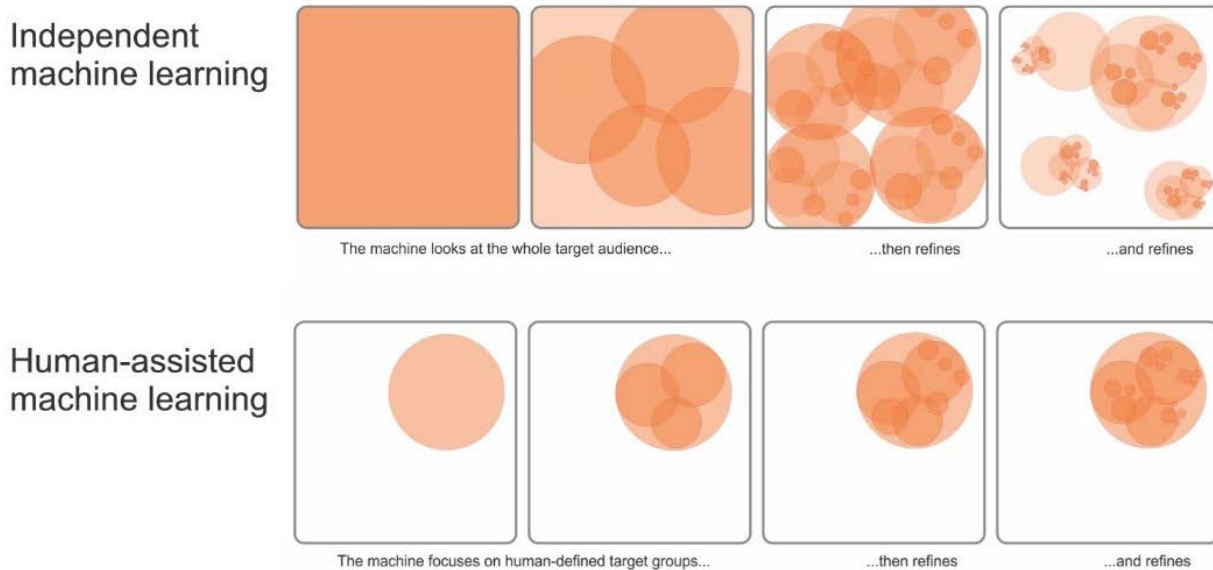 Independent
machine learning
The machine looks at the whole target audience...
...then refines
...and refines
Human-assisted
machine learning
The machine focuses on human-defined target groups...
...then refines
...and refines